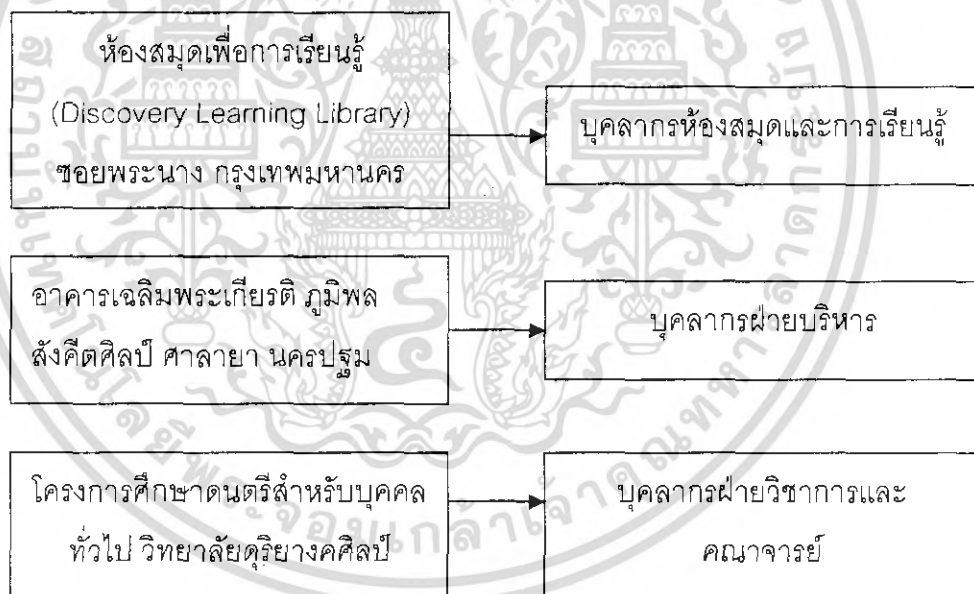 ห้องสมุดเพื่อการเรียนรู้
(Discovery Learning Library)
ซอยพระนาง กรุงเทพมหานคร
บุคลากรห้องสมุดและการเรียนรู้
อาคารเฉลิมพระเกียรติ ภูมิพล
สังคีตศิลป์ ศาลายา นครปฐม
บุคลากรฝ่ายบริหาร
โครงการศึกษาดนตรีสำหรับบุคคล
ทั่วไป วิทยาลัยดุริยางคศิลป์
บุคลากรฝ่ายวิชาการและ
คณาจารย์